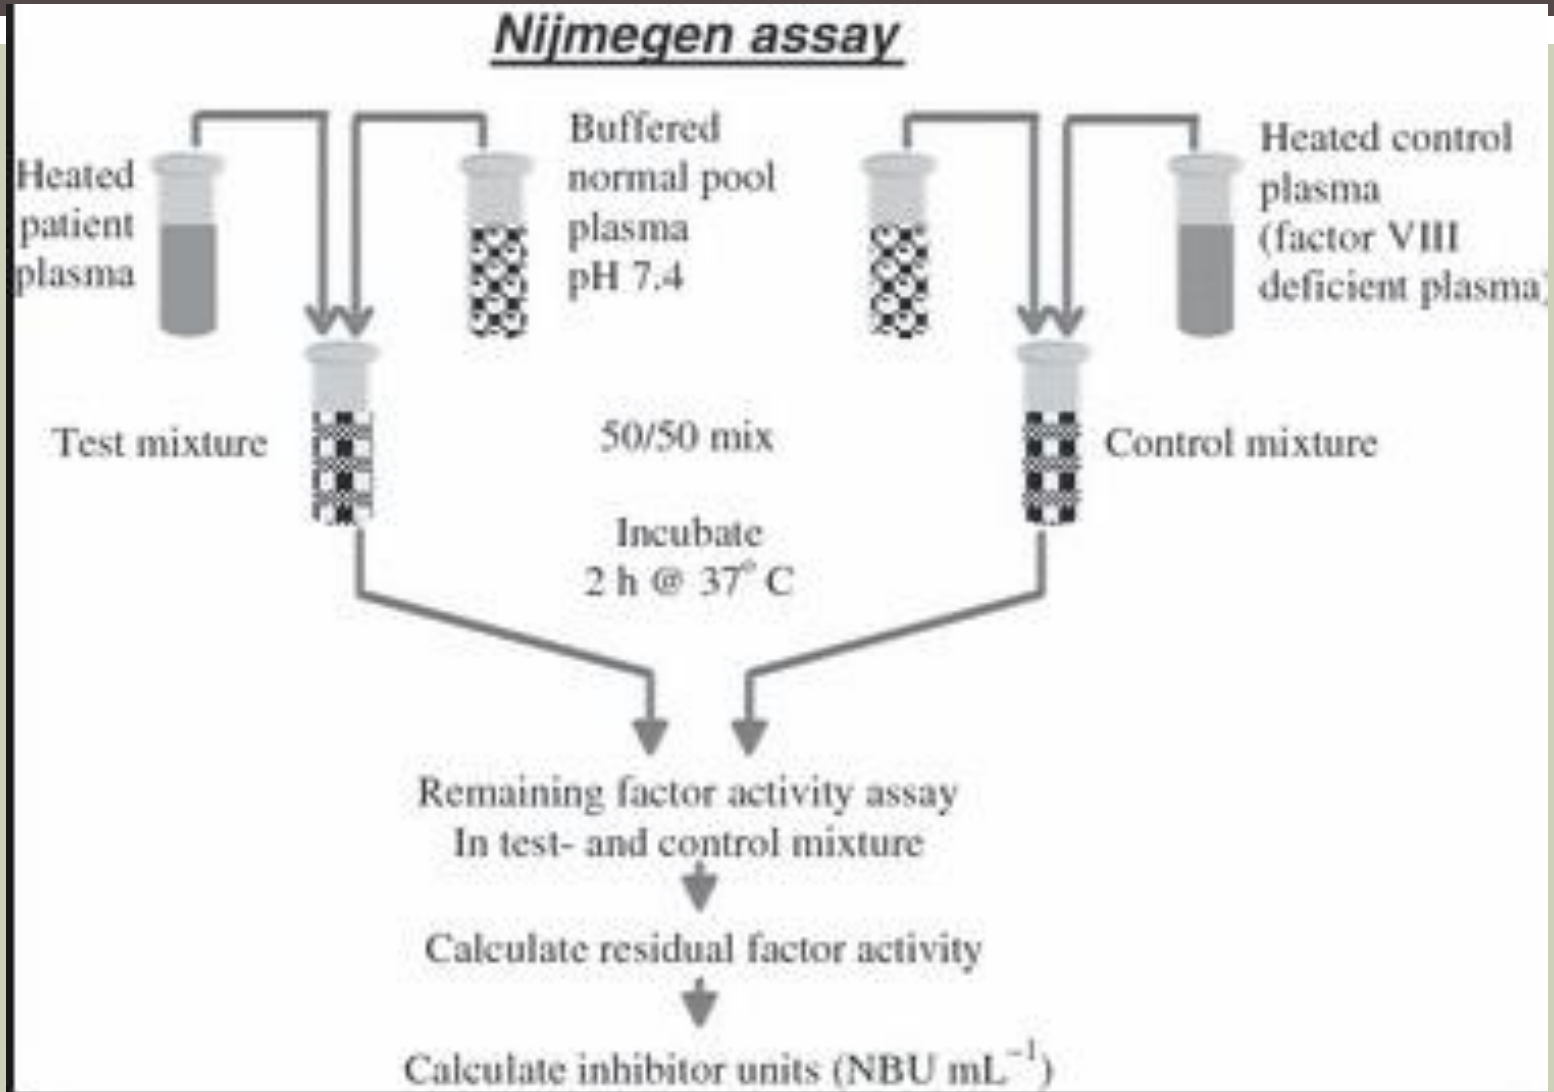 Nijmegen assay
Heated
patient
plasma
Buffered
normal pool
plasma
pH 7.4
Heated control
plasma
(factor VIII
deficient plasma)
Test mixture
50/50 mix
Control mixture
Incubate
2 h @ 37° C
Remaining factor activity assay
In test- and control mixture
Calculate residual factor activity
Calculate inhibitor units (NBU mL⁻¹)